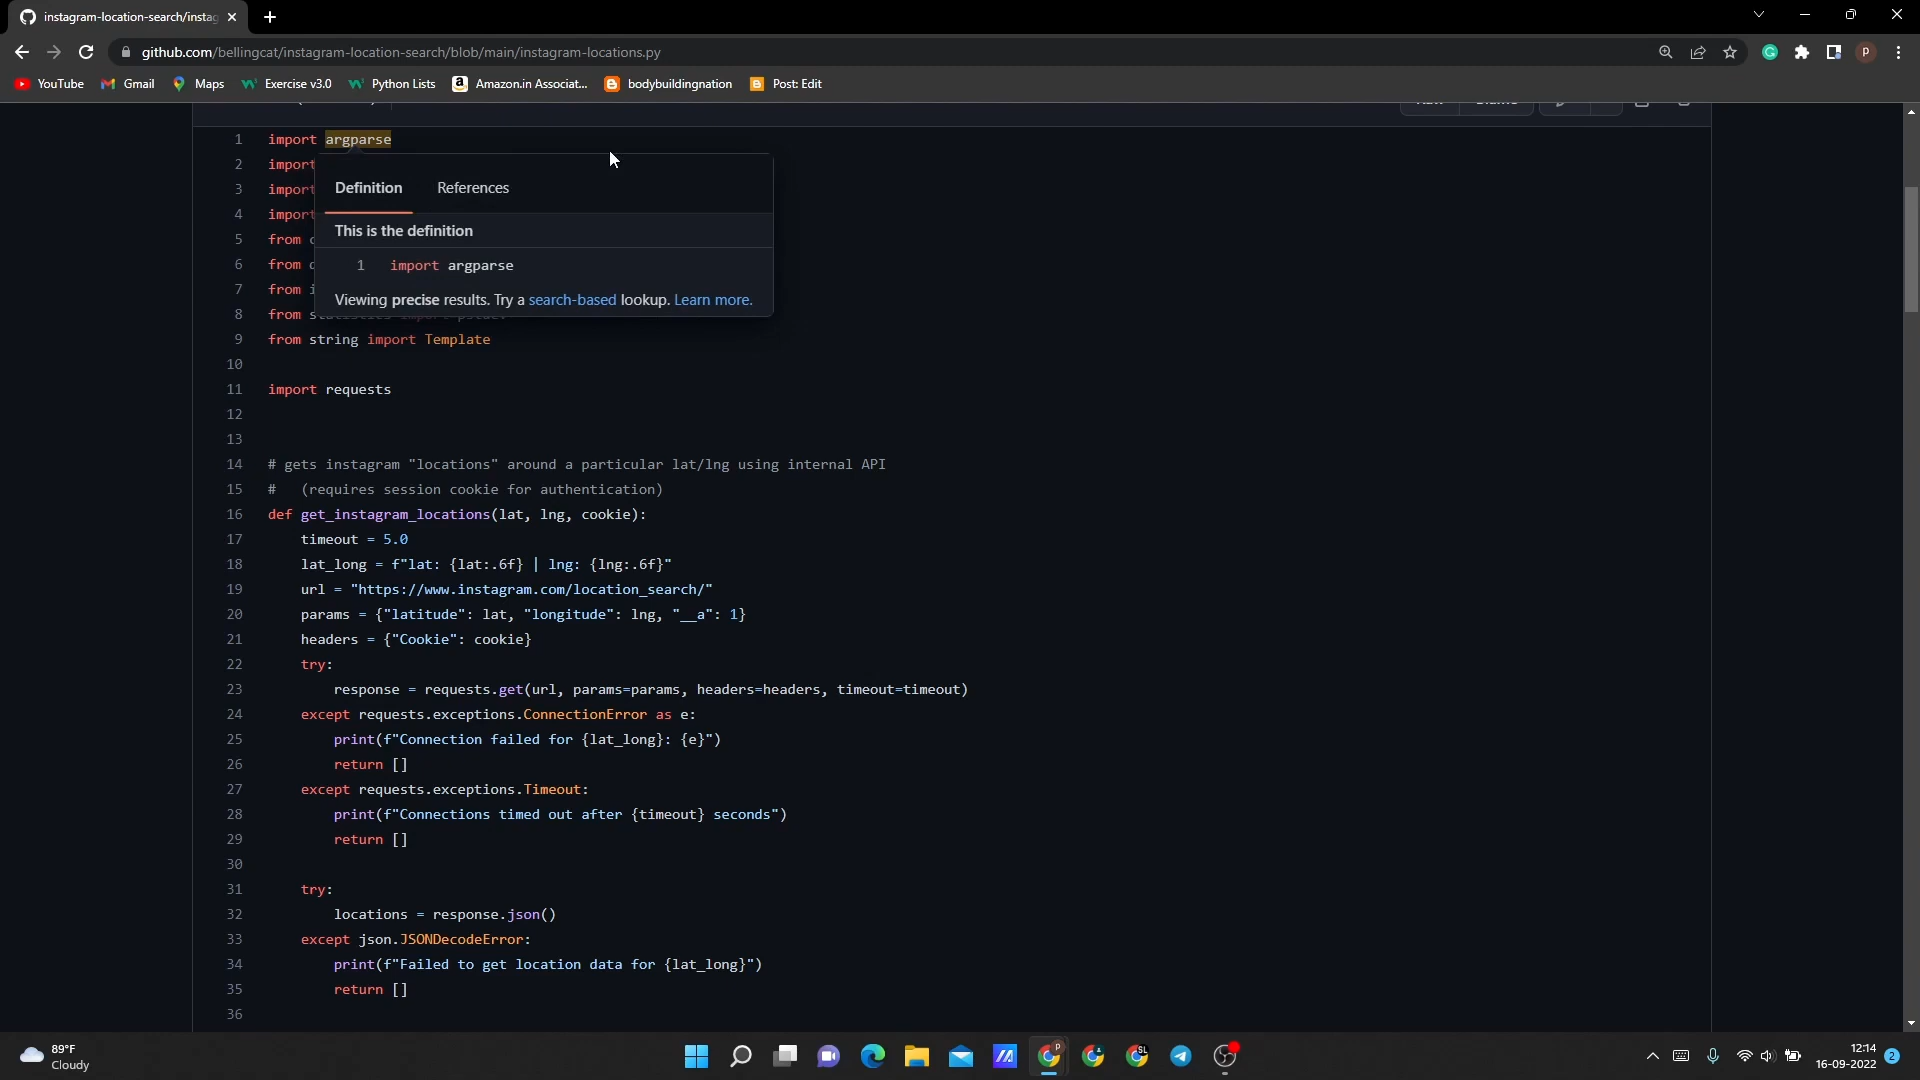 instagram-location-search/instag
github.com/bellingcat/instagram-location-search/blob/main/instagram-locations.py
P
YouTube
Gmail
Maps
Exercise v3.0
Python Lists
Amazon.in Associat...
bodybuildingnation
Post: Edit
1 import argparse
2 import
3 import
4 import
5 from
6 from
7 from
8 from
9 from string import Template
10
11 import requests
12
13
14 # gets instagram "locations" around a particular lat/lng using internal API
15 #   (requires session cookie for authentication)
16 def get_instagram_locations(lat, lng, cookie):
17 timeout = 5.0
18 lat_long = f"lat: {lat:.6f} | lng: {lng:.6f}"
19 url = "https://www.instagram.com/location_search/"
20 params = {"latitude": lat, "longitude": lng, "__a": 1}
21 headers = {"Cookie": cookie}
22 try:
23 response = requests.get(url, params=params, headers=headers, timeout=timeout)
24 except requests.exceptions.ConnectionError as e:
25 print(f"Connection failed for {lat_long}: {e}")
26 return []
27 except requests.exceptions.Timeout:
28 print(f"Connections timed out after {timeout} seconds")
29 return []
30
31 try:
32 locations = response.json()
33 except json.JSONDecodeError:
34 print(f"Failed to get location data for {lat_long}")
35 return []
36
Definition References
This is the definition
1 import argparse
Viewing precise results. Try a search-based lookup. Learn more.
89°F
Cloudy
P
SL
12:14
16-09-2022
2